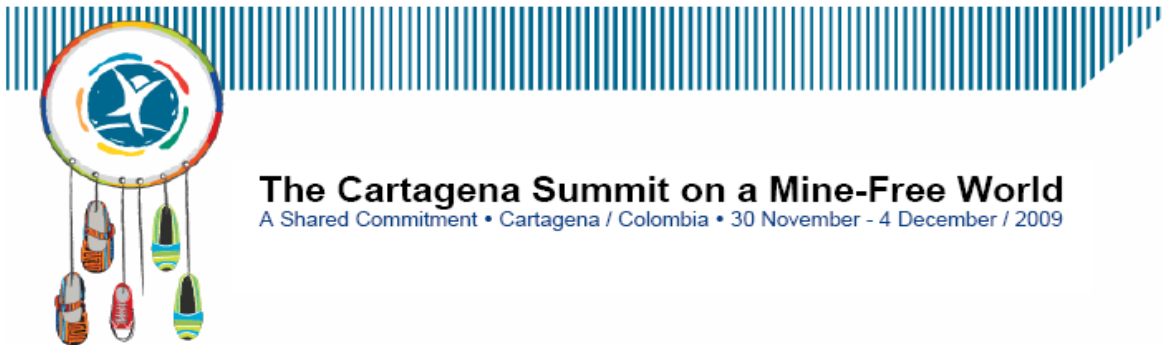 The Cartagena Summit on a Mine-Free World
A Shared Commitment • Cartagena / Colombia • 30 November - 4 December / 2009